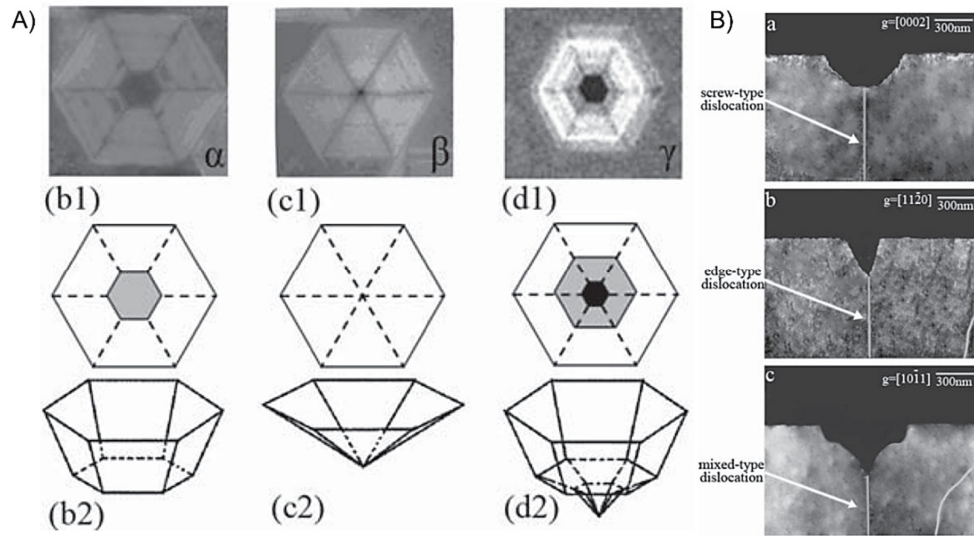 A)
α
β
γ
(b1)
(c1)
(d1)
(b2)
(c2)
(d2)
B)
a
g=[0002] 300nm
screw-type
dislocation
b
g=[112̄0] 300nm
edge-type
dislocation
c
g=[101̄1] 300nm
mixed-type
dislocation